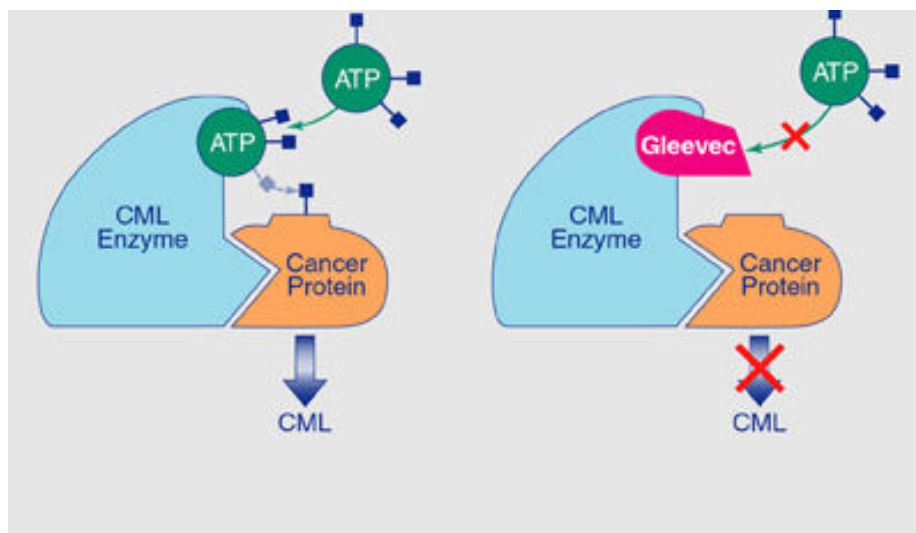 ATP
ATP
CML
Enzyme
Cancer
Protein
CML
ATP
Gleevec
CML
Enzyme
Cancer
Protein
CML